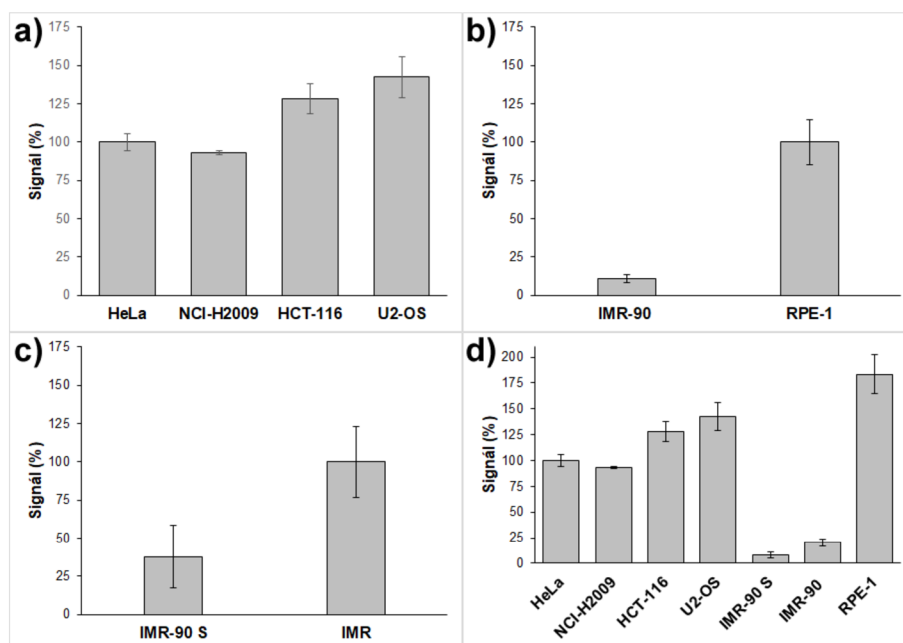 a)
Signál (%)
175
150
125
100
75
50
25
0
HeLa NCI-H2009 HCT-116 U2-OS
b)
Signál (%)
175
150
125
100
75
50
25
0
IMR-90 RPE-1
c)
Signál (%)
175
150
125
100
75
50
25
0
IMR-90 S IMR
d)
Signál (%)
200
175
150
125
100
75
50
25
0
HeLa NCI-H2009 HCT-116 U2-OS IMR-90 S IMR-90 RPE-1